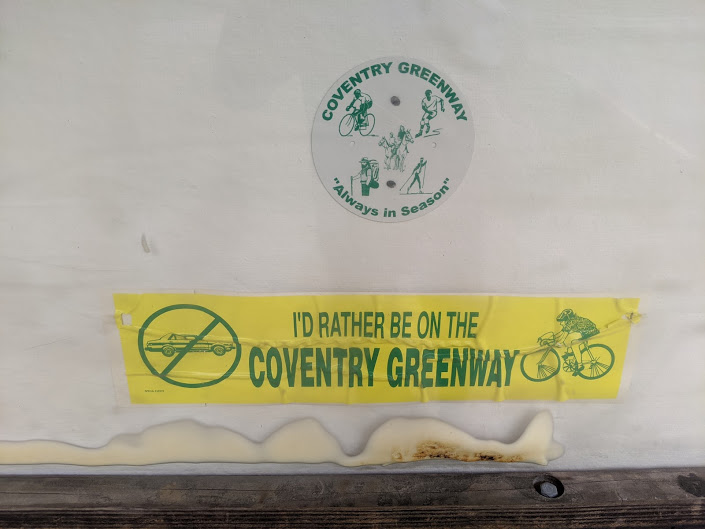 COVENTRY GREENWAY
"Always in Season"
I'D RATHER BE ON THE
COVENTRY GREENWAY